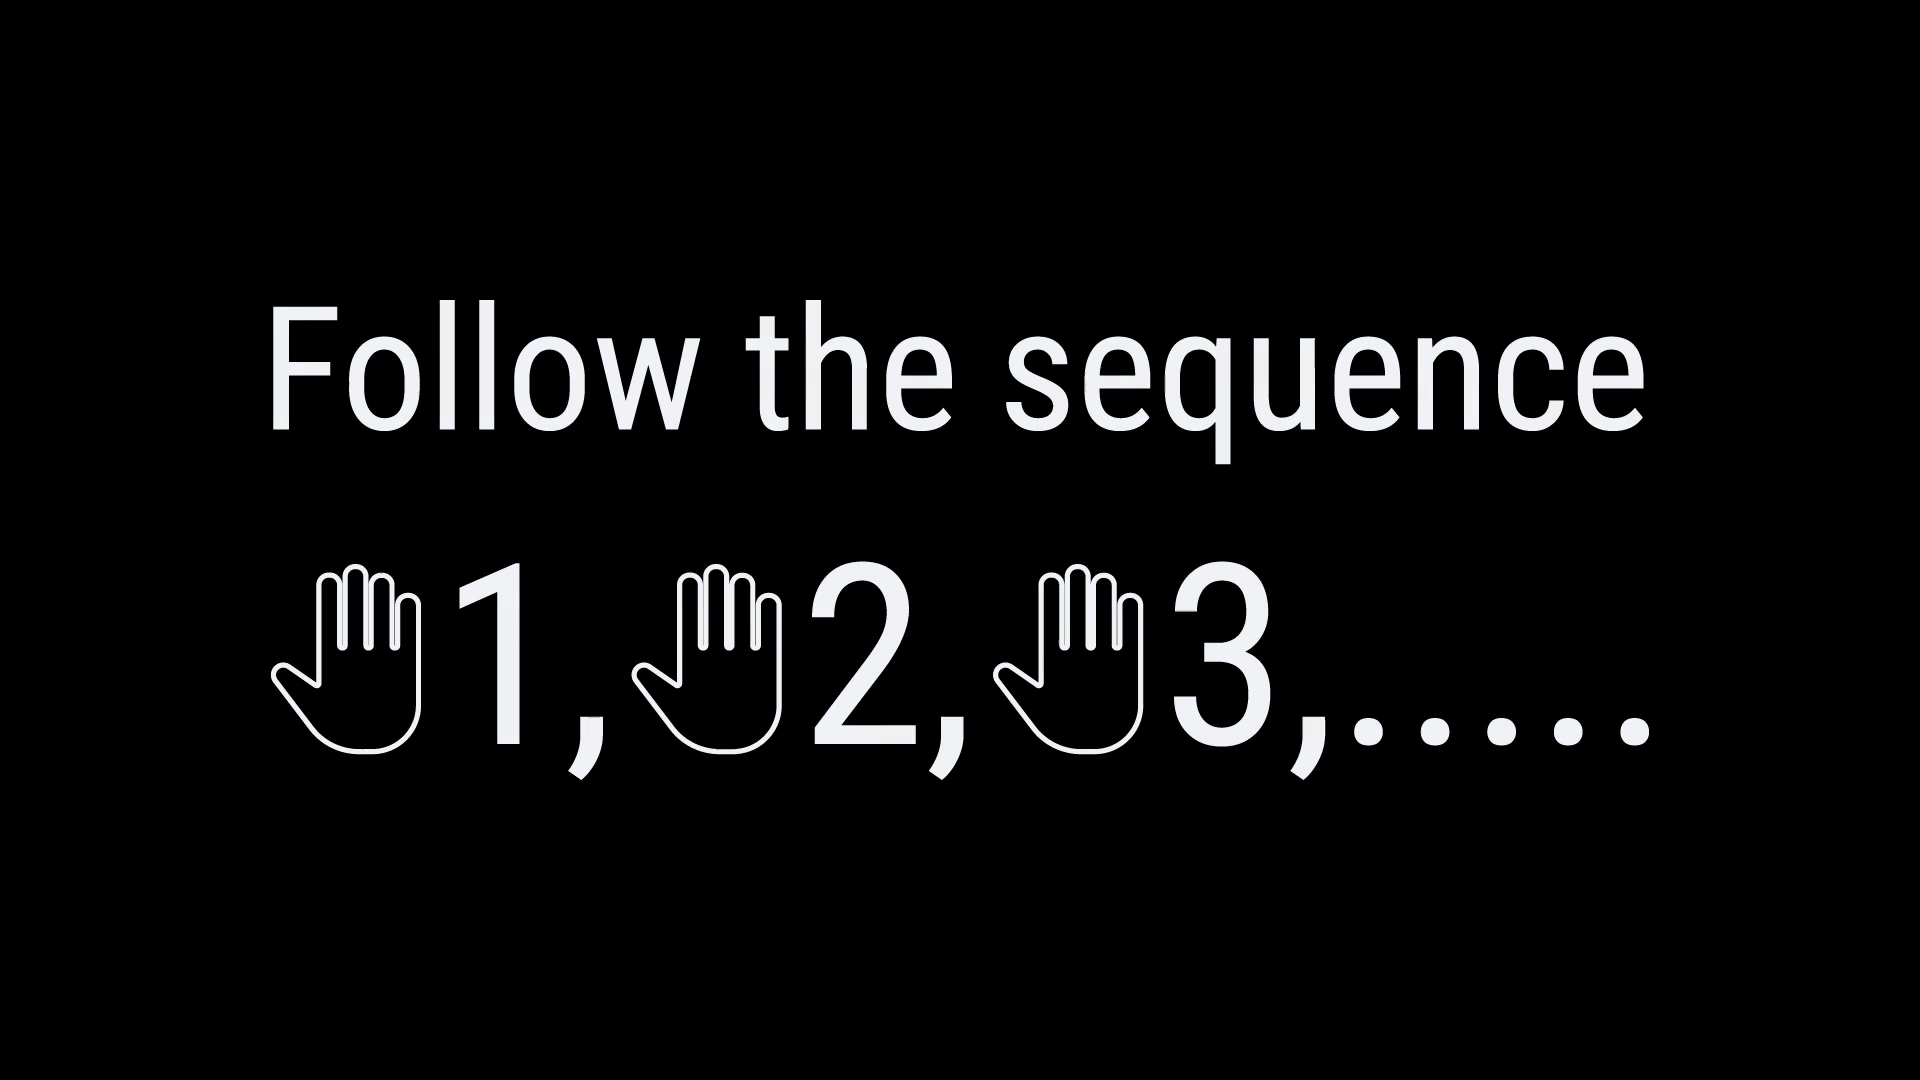 Follow the sequence
🖑1,🖑2,🖑3,.....